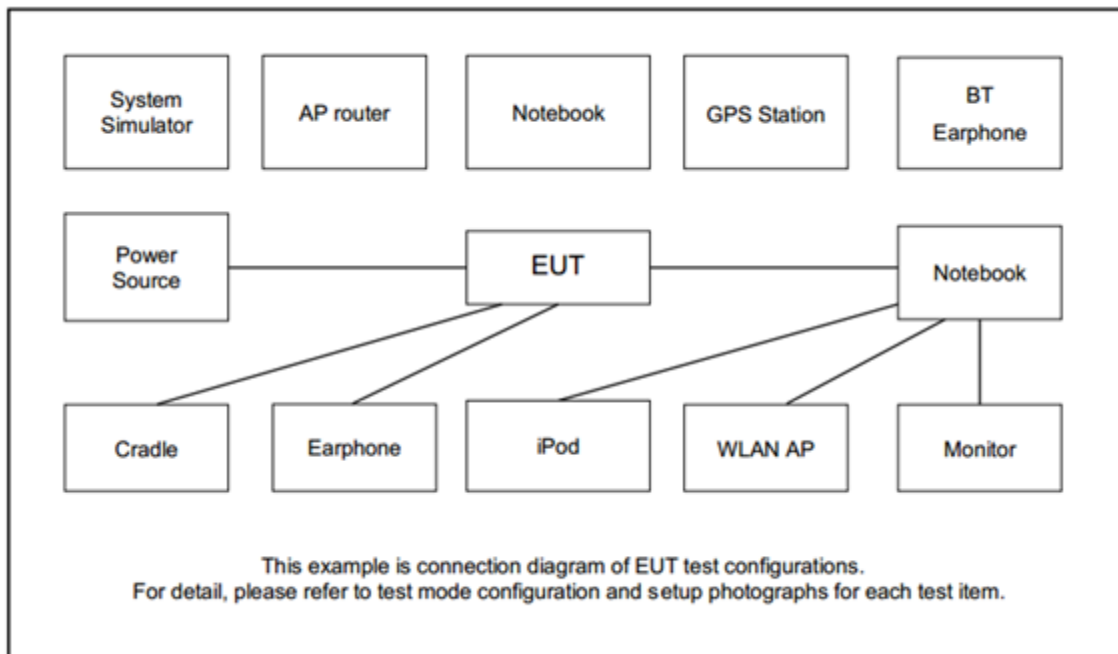 System
Simulator
AP router
Notebook
GPS Station
BT
Earphone
Power
Source
EUT
Notebook
Cradle
Earphone
iPod
WLAN AP
Monitor
This example is connection diagram of EUT test configurations.
For detail, please refer to test mode configuration and setup photographs for each test item.